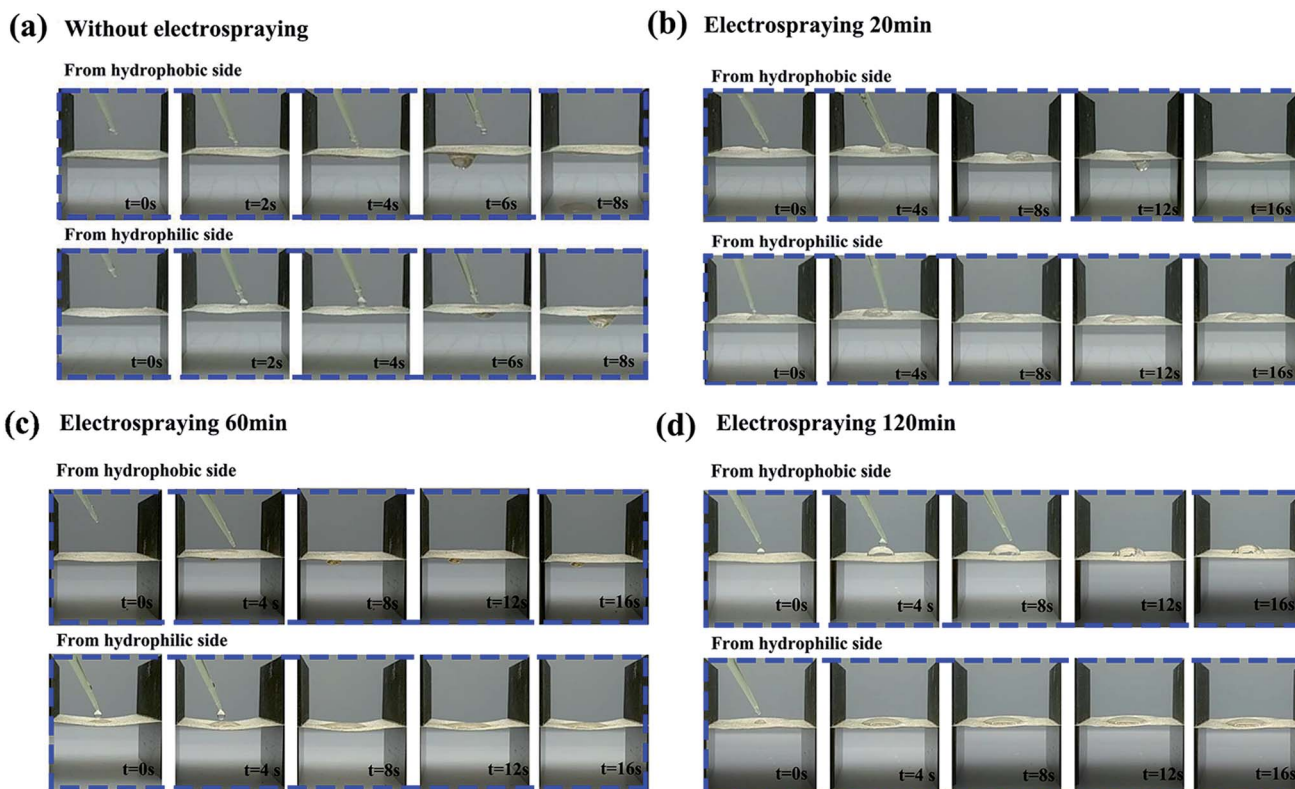 (a) Without electrospraying
From hydrophobic side
t=0s t=2s t=4s t=6s t=8s
From hydrophilic side
t=0s t=2s t=4s t=6s t=8s
(b) Electrospraying 20min
From hydrophobic side
t=0s t=4s t=8s t=12s t=16s
From hydrophilic side
t=0s t=4s t=8s t=12s t=16s
(c) Electrospraying 60min
From hydrophobic side
t=0s t=4 s t=8s t=12s t=16s
From hydrophilic side
t=0s t=4 s t=8s t=12s t=16s
(d) Electrospraying 120min
From hydrophobic side
t=0s t=4 s t=8s t=12s t=16s
From hydrophilic side
t=0s t=4 s t=8s t=12s t=16s